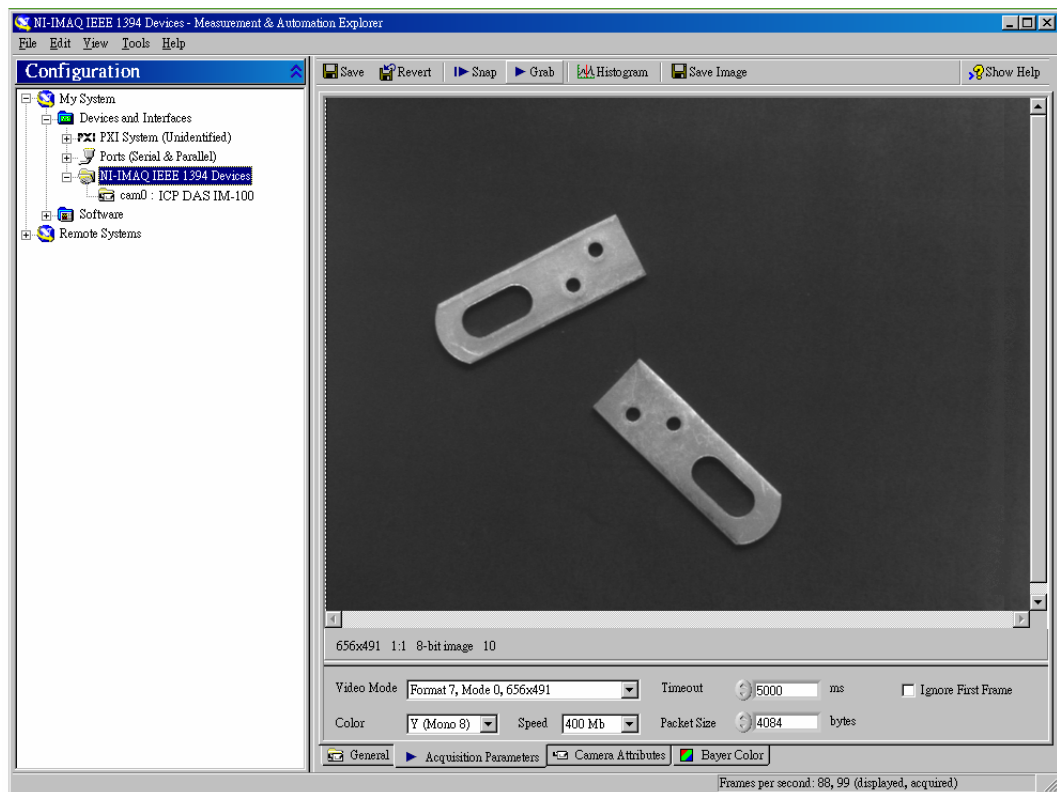 NI-IMAQ IEEE 1394 Devices - Measurement & Automation Explorer
File Edit View Tools Help
Configuration
Save Revert Snap Grab Histogram Save Image Show Help
My System
Devices and Interfaces
PXI PXI System (Unidentified)
Ports (Serial & Parallel)
NI-IMAQ IEEE 1394 Devices
cam0 : ICP DAS IM-100
Software
Remote Systems
656x491 1:1 8-bit image 10
Video Mode Format 7, Mode 0, 656x491 Timeout 5000 ms Ignore First Frame
Color Y (Mono 8) Speed 400 Mb Packet Size 4084 bytes
General Acquisition Parameters Camera Attributes Bayer Color
Frames per second: 88, 99 (displayed, acquired)